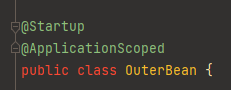 @Startup
@ApplicationScoped
public class OuterBean {